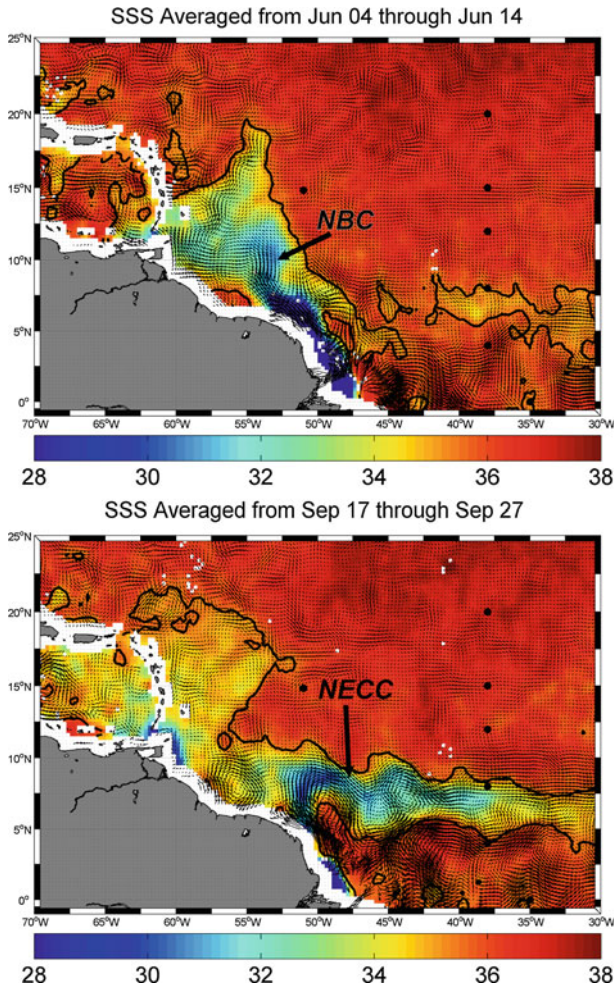 SSS Averaged from Jun 04 through Jun 14
25°N
20°N
15°N
10°N
5°N
0°
NBC
70°W 65°W 60°W 55°W 50°W 45°W 40°W 35°W 30°W
28 30 32 34 36 38
SSS Averaged from Sep 17 through Sep 27
25°N
20°N
15°N
NECC
10°N
5°N
0°
70°W 65°W 60°W 55°W 50°W 45°W 40°W 35°W 30°W
28 30 32 34 36 38